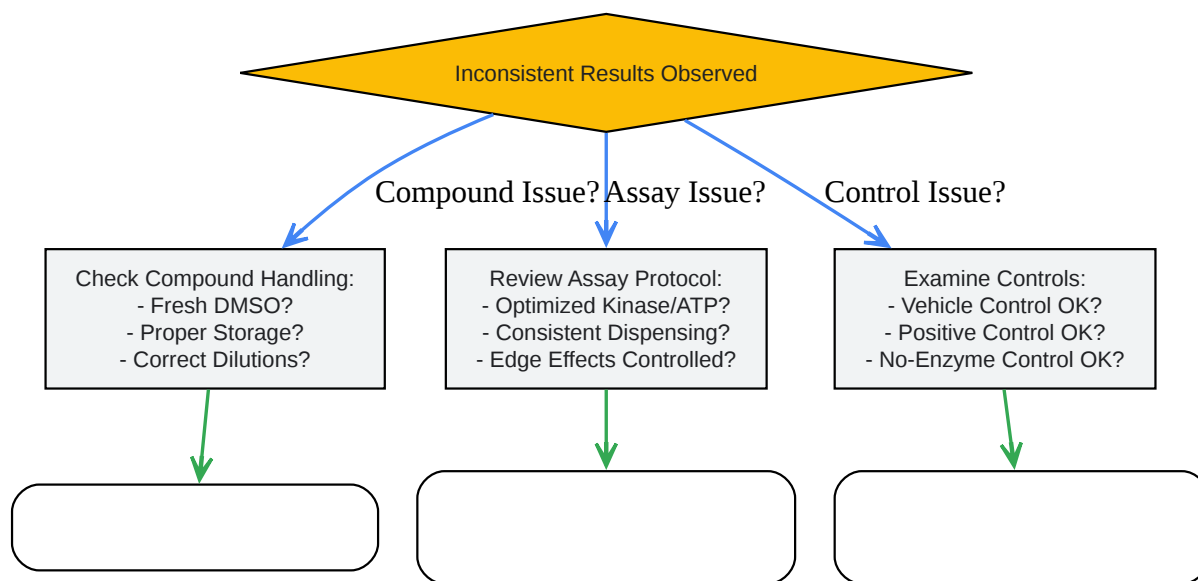 Inconsistent Results Observed
Compound Issue?
Assay Issue?
Control Issue?
Check Compound Handling:
- Fresh DMSO?
- Proper Storage?
- Correct Dilutions?
Review Assay Protocol:
- Optimized Kinase/ATP?
- Consistent Dispensing?
- Edge Effects Controlled?
Examine Controls:
- Vehicle Control OK?
- Positive Control OK?
- No-Enzyme Control OK?